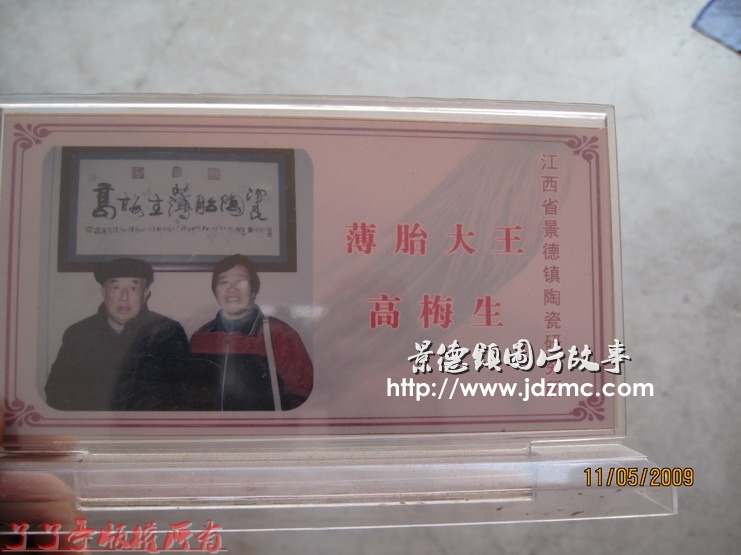 高梅生薄胎陶瓷
薄胎大王
高梅生
江西省景德镇陶瓷研
景德镇图片故事
http://www.jdzmc.com
11/05/2009
版权所有